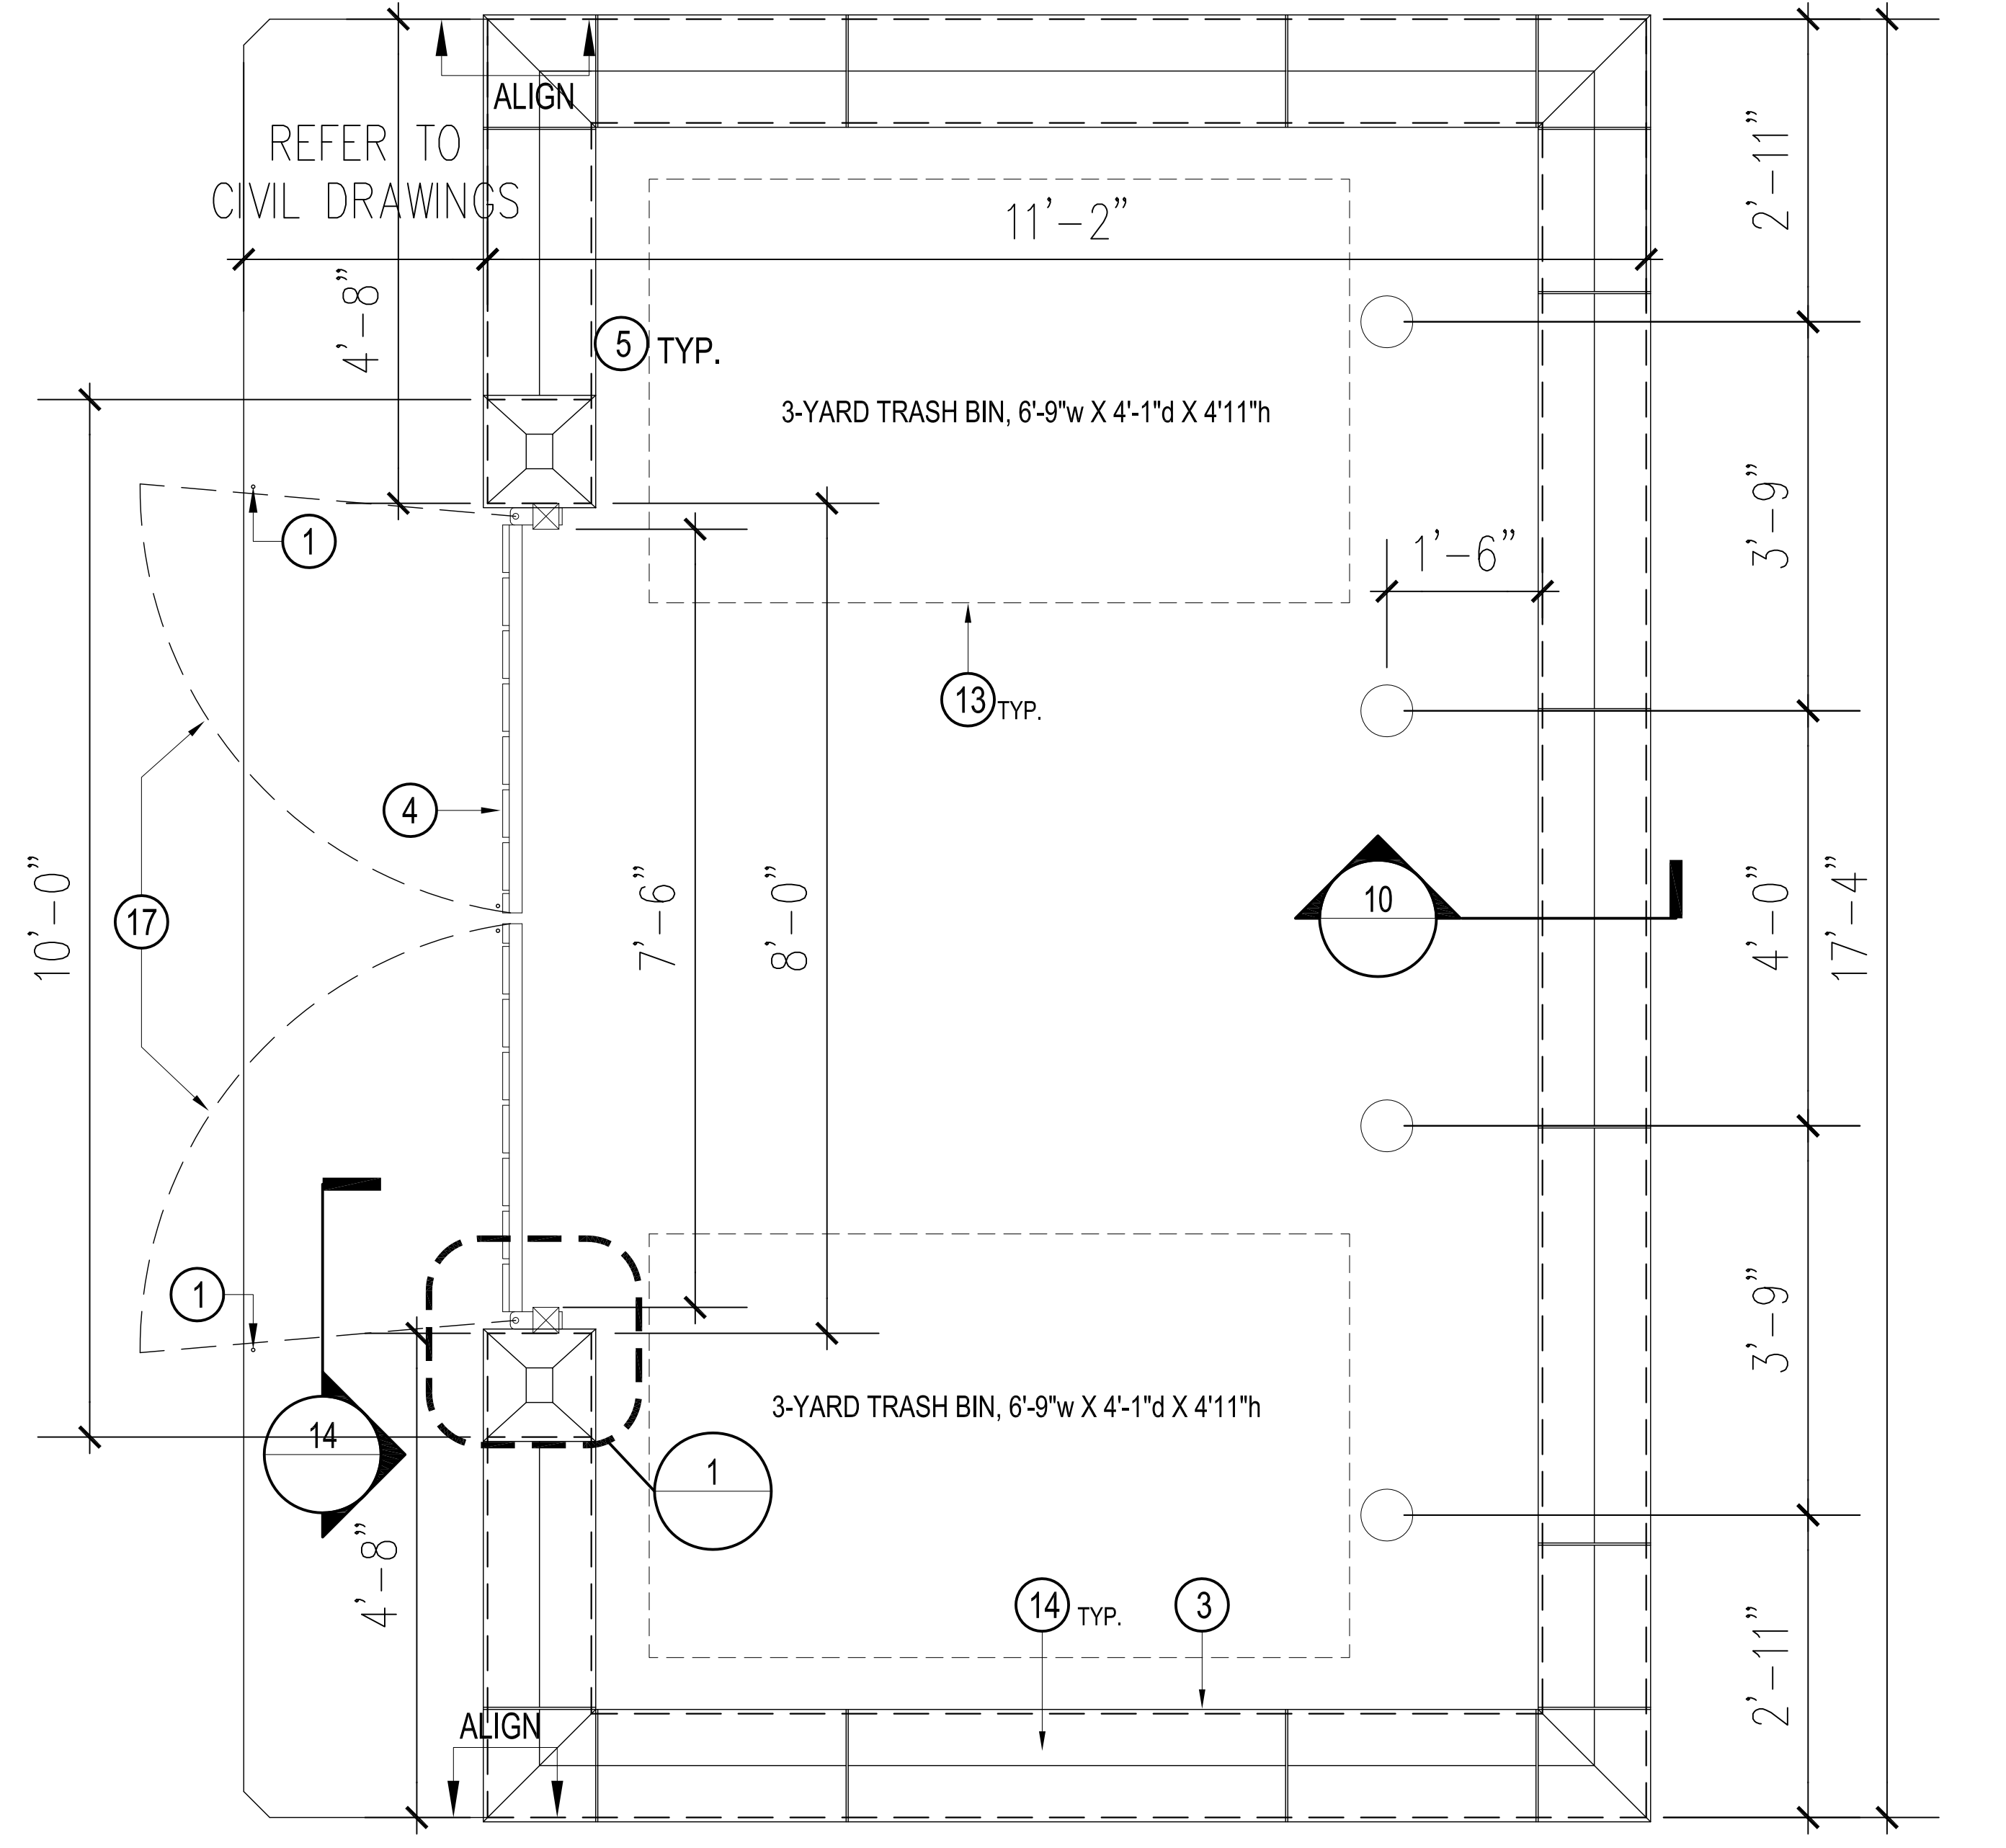 ALIGN
REFER TO
CIVIL DRAWINGS
2'-11"
11'-2"
4'-8"
5 TYP.
3-YARD TRASH BIN, 6'-9"w X 4'-1"d X 4'11"h
3'-9"
1
1'-6"
13 TYP.
4
10'-0"
17
7'-6"
8'-0"
10
4'-0"
17'-4"
1
3'-9"
3-YARD TRASH BIN, 6'-9"w X 4'-1"d X 4'11"h
14
1
4'-8"
14 TYP.
3
2'-11"
ALIGN